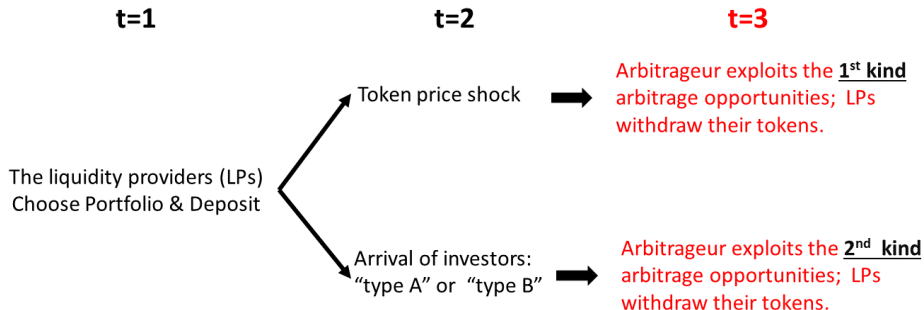 t=1
t=2
t=3
Token price shock
Arbitrageur exploits the 1st kind
arbitrage opportunities; LPs
withdraw their tokens.
The liquidity providers (LPs)
Choose Portfolio & Deposit
Arrival of investors:
“type A” or “type B”
Arbitrageur exploits the 2nd kind
arbitrage opportunities; LPs
withdraw their tokens.